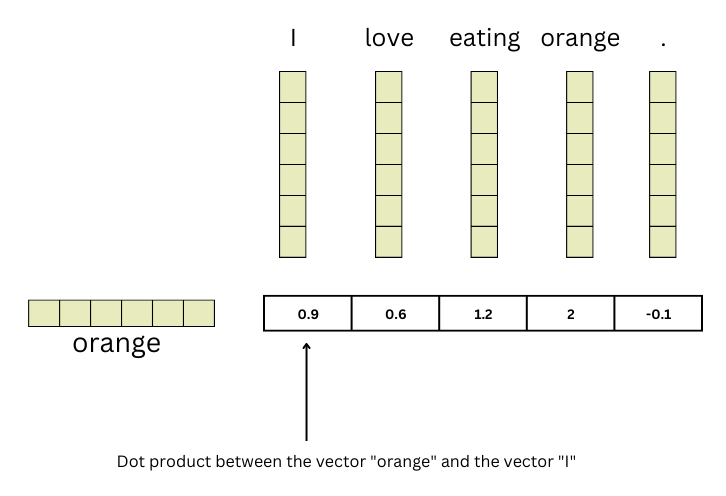 I love eating orange .
0.9 0.6 1.2 2 -0.1
orange
Dot product between the vector "orange" and the vector "I"